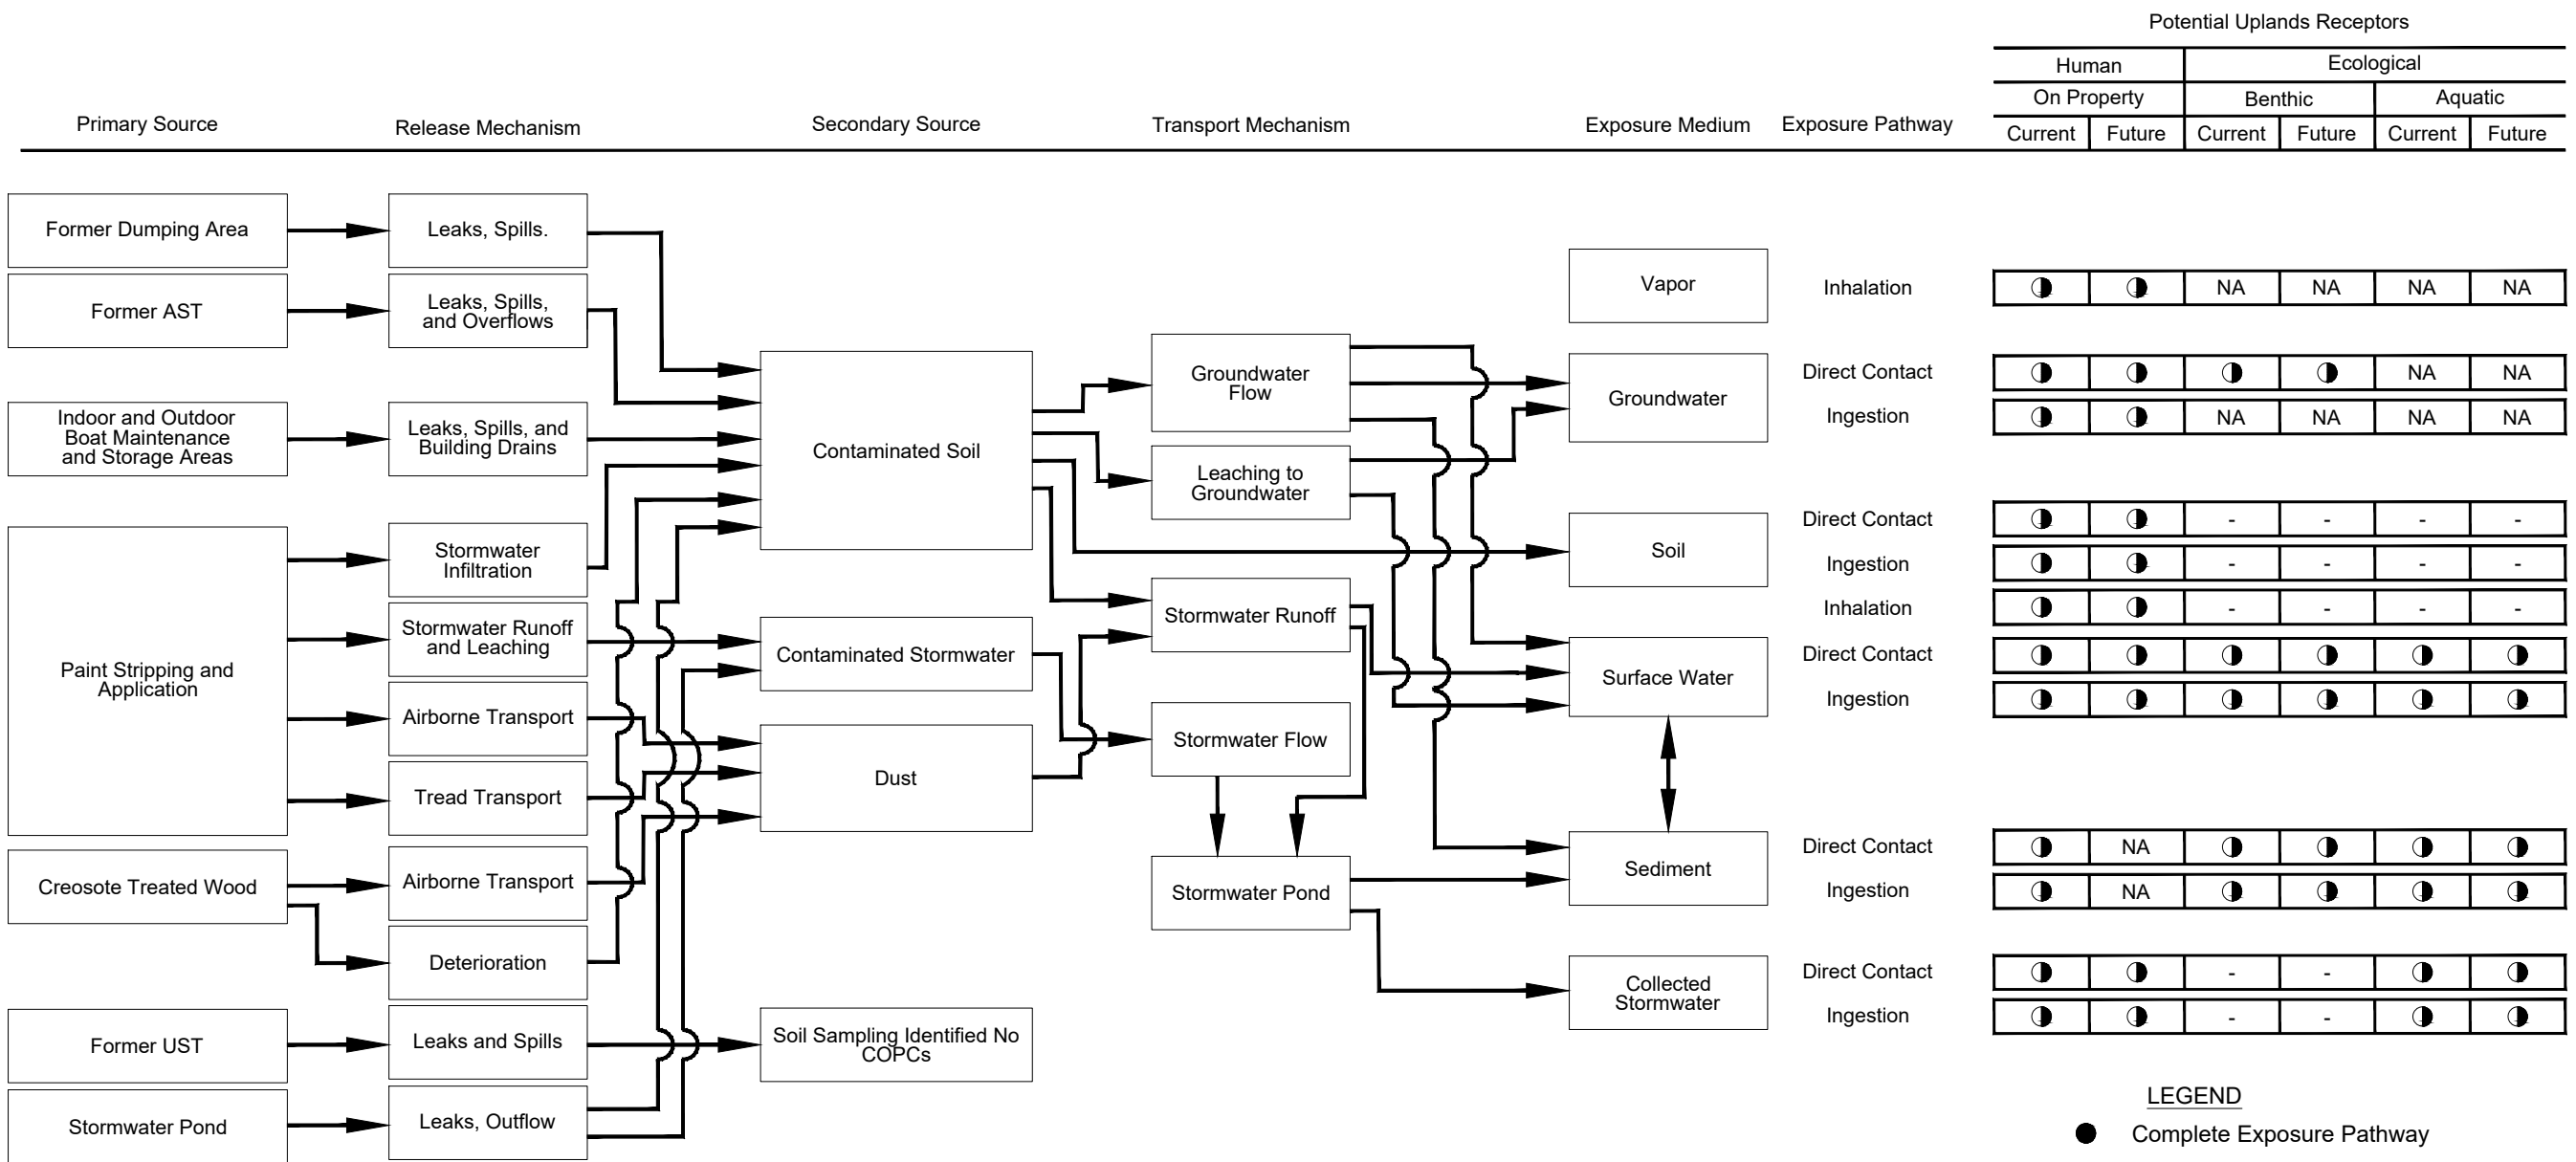 Potential Uplands Receptors
Human
Ecological
On Property
Benthic
Aquatic
Primary Source
Release Mechanism
Secondary Source
Transport Mechanism
Exposure Medium
Exposure Pathway
Current
Future
Current
Future
Current
Future
Former Dumping Area
Leaks, Spills.
Former AST
Leaks, Spills,
and Overflows
Vapor
Inhalation
NA
NA
NA
NA
Indoor and Outdoor
Boat Maintenance
and Storage Areas
Leaks, Spills, and
Building Drains
Contaminated Soil
Groundwater
Flow
Groundwater
Direct Contact
NA
NA
Ingestion
NA
NA
NA
NA
Leaching to
Groundwater
Paint Stripping and
Application
Stormwater
Infiltration
Soil
Direct Contact
-
-
-
-
Ingestion
-
-
-
-
Inhalation
-
-
-
-
Stormwater Runoff
and Leaching
Contaminated Stormwater
Stormwater Runoff
Surface Water
Direct Contact
Ingestion
Airborne Transport
Stormwater Flow
Tread Transport
Dust
Creosote Treated Wood
Airborne Transport
Stormwater Pond
Sediment
Direct Contact
NA
Ingestion
NA
Deterioration
Collected
Stormwater
Direct Contact
-
-
Ingestion
-
-
Former UST
Leaks and Spills
Soil Sampling Identified No
COPCs
Stormwater Pond
Leaks, Outflow
LEGEND
Complete Exposure Pathway